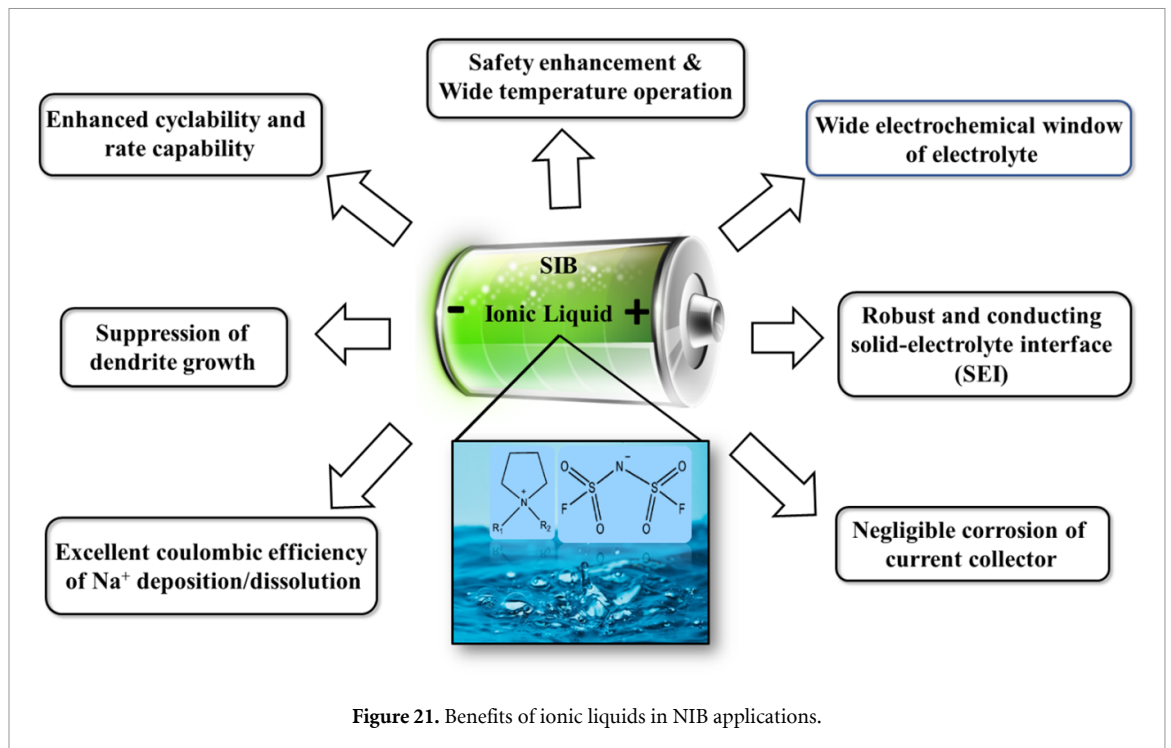 Safety enhancement &
Wide temperature operation
Enhanced cyclability and
rate capability
Wide electrochemical window
of electrolyte
SIB
- Ionic Liquid +
Suppression of
dendrite growth
Robust and conducting
solid-electrolyte interface
(SEI)
O N - O
S S
F F
O O
N +
R1 R2
Excellent coulombic efficiency
of Na⁺ deposition/dissolution
Negligible corrosion of
current collector
Figure 21. Benefits of ionic liquids in NIB applications.